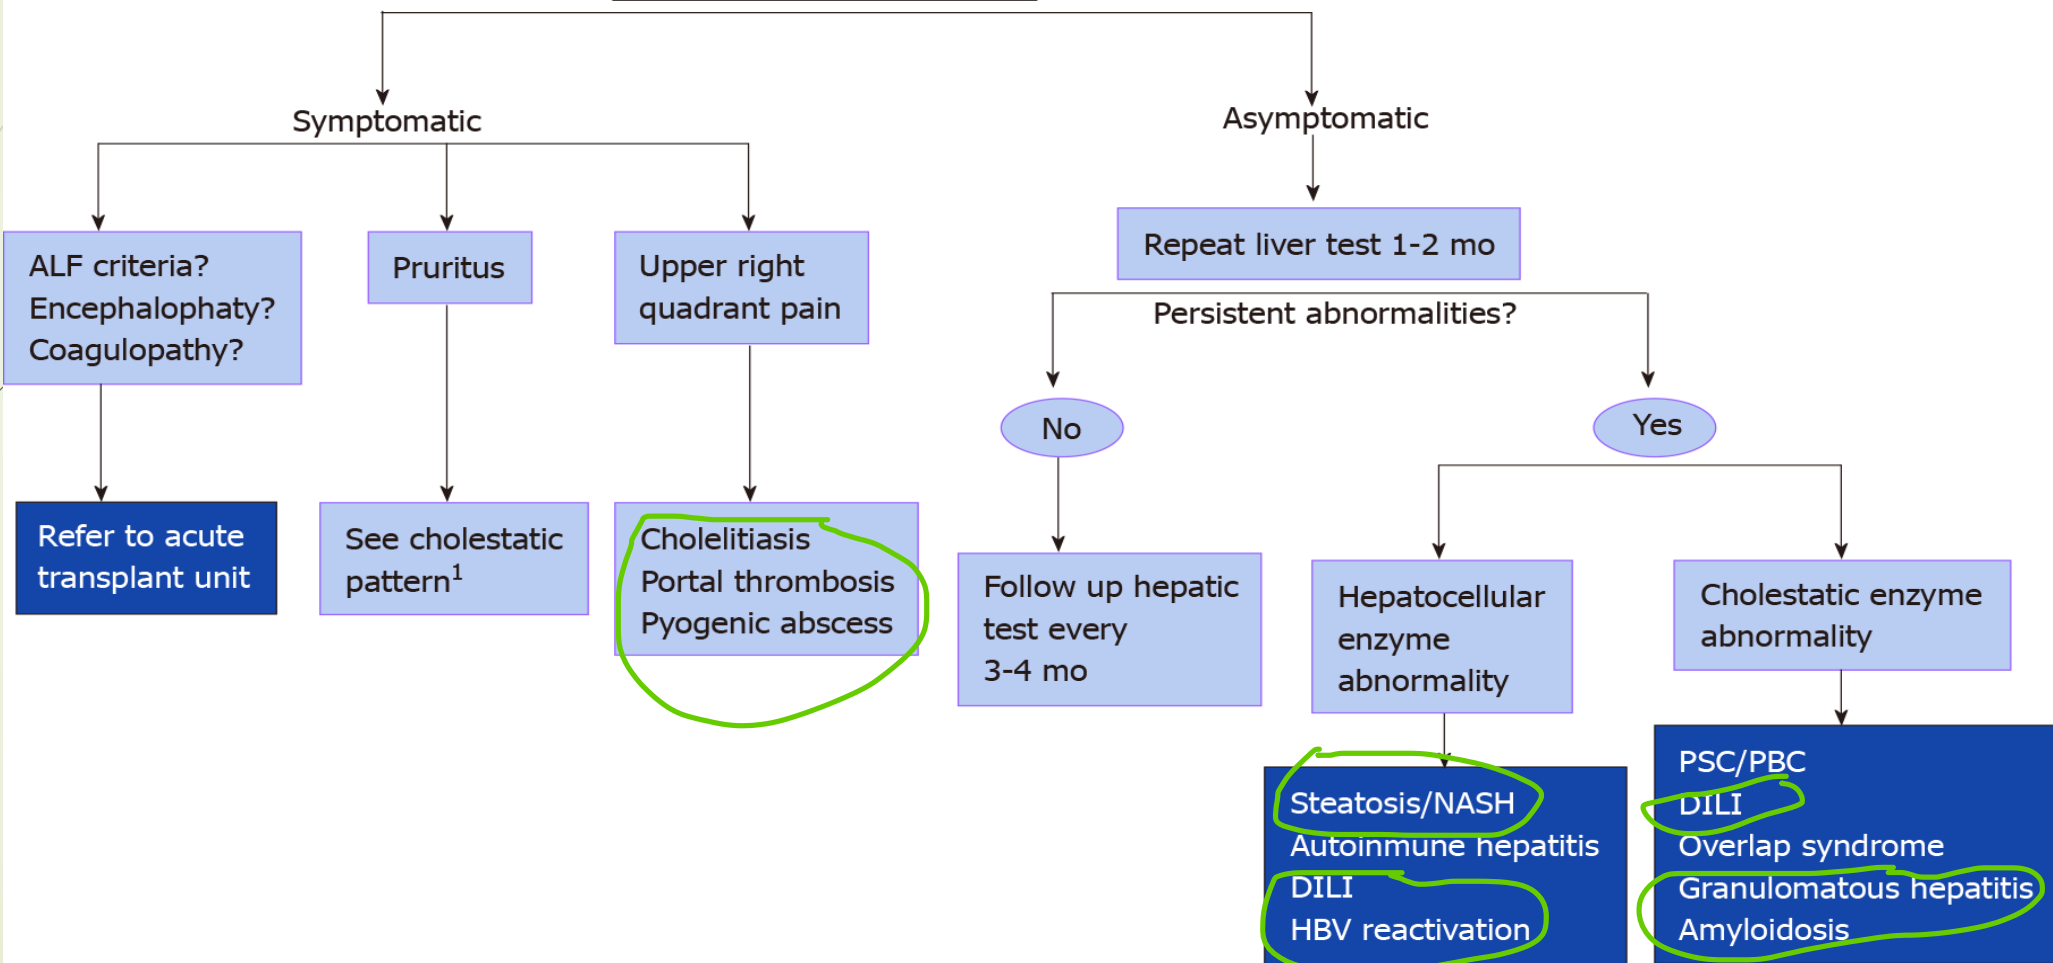 Symptomatic
Asymptomatic
ALF criteria?
Encephalophaty?
Coagulopathy?
Pruritus
Upper right
quadrant pain
Repeat liver test 1-2 mo
Persistent abnormalities?
No
Yes
Refer to acute
transplant unit
See cholestatic
pattern¹
Cholelitiasis
Portal thrombosis
Pyogenic abscess
Follow up hepatic
test every
3-4 mo
Hepatocellular
enzyme
abnormality
Cholestatic enzyme
abnormality
Steatosis/NASH
Autoinmune hepatitis
DILI
HBV reactivation
PSC/PBC
DILI
Overlap syndrome
Granulomatous hepatitis
Amyloidosis